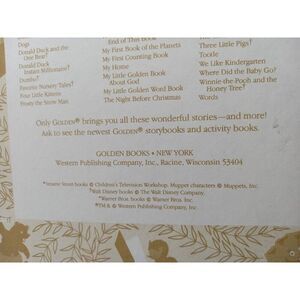 Dogs
Donald Duck and the
One Bear†
Donald Duck
Instant Millionaire†
Dumbo†
Favorite Nursery Tales†
Four Little Kittens
Frosty the Snow Man
End of This Book
My First Book of the Planets
My First Counting Book
My Home
My Little Golden Book
About God†
My Little Golden Word Book
The Night Before Christmas
Three Little Pigs†
Tootle
We Like Kindergarten
Where Did the Baby Go?
Winnie-the-Pooh and the
Honey Tree†
Words
Only GOLDEN® brings you all these wonderful stories—and more!
Ask to see the newest GOLDEN® storybooks and activity books.
GOLDEN BOOKS • NEW YORK
Western Publishing Company, Inc., Racine, Wisconsin 53404
*Sesame Street books © Children's Television Workshop. Muppet characters © Muppets, Inc.
†Walt Disney books © The Walt Disney Company
Warner Bros. books © Warner Bros. Inc.
TM & © Western Publishing Company, Inc.